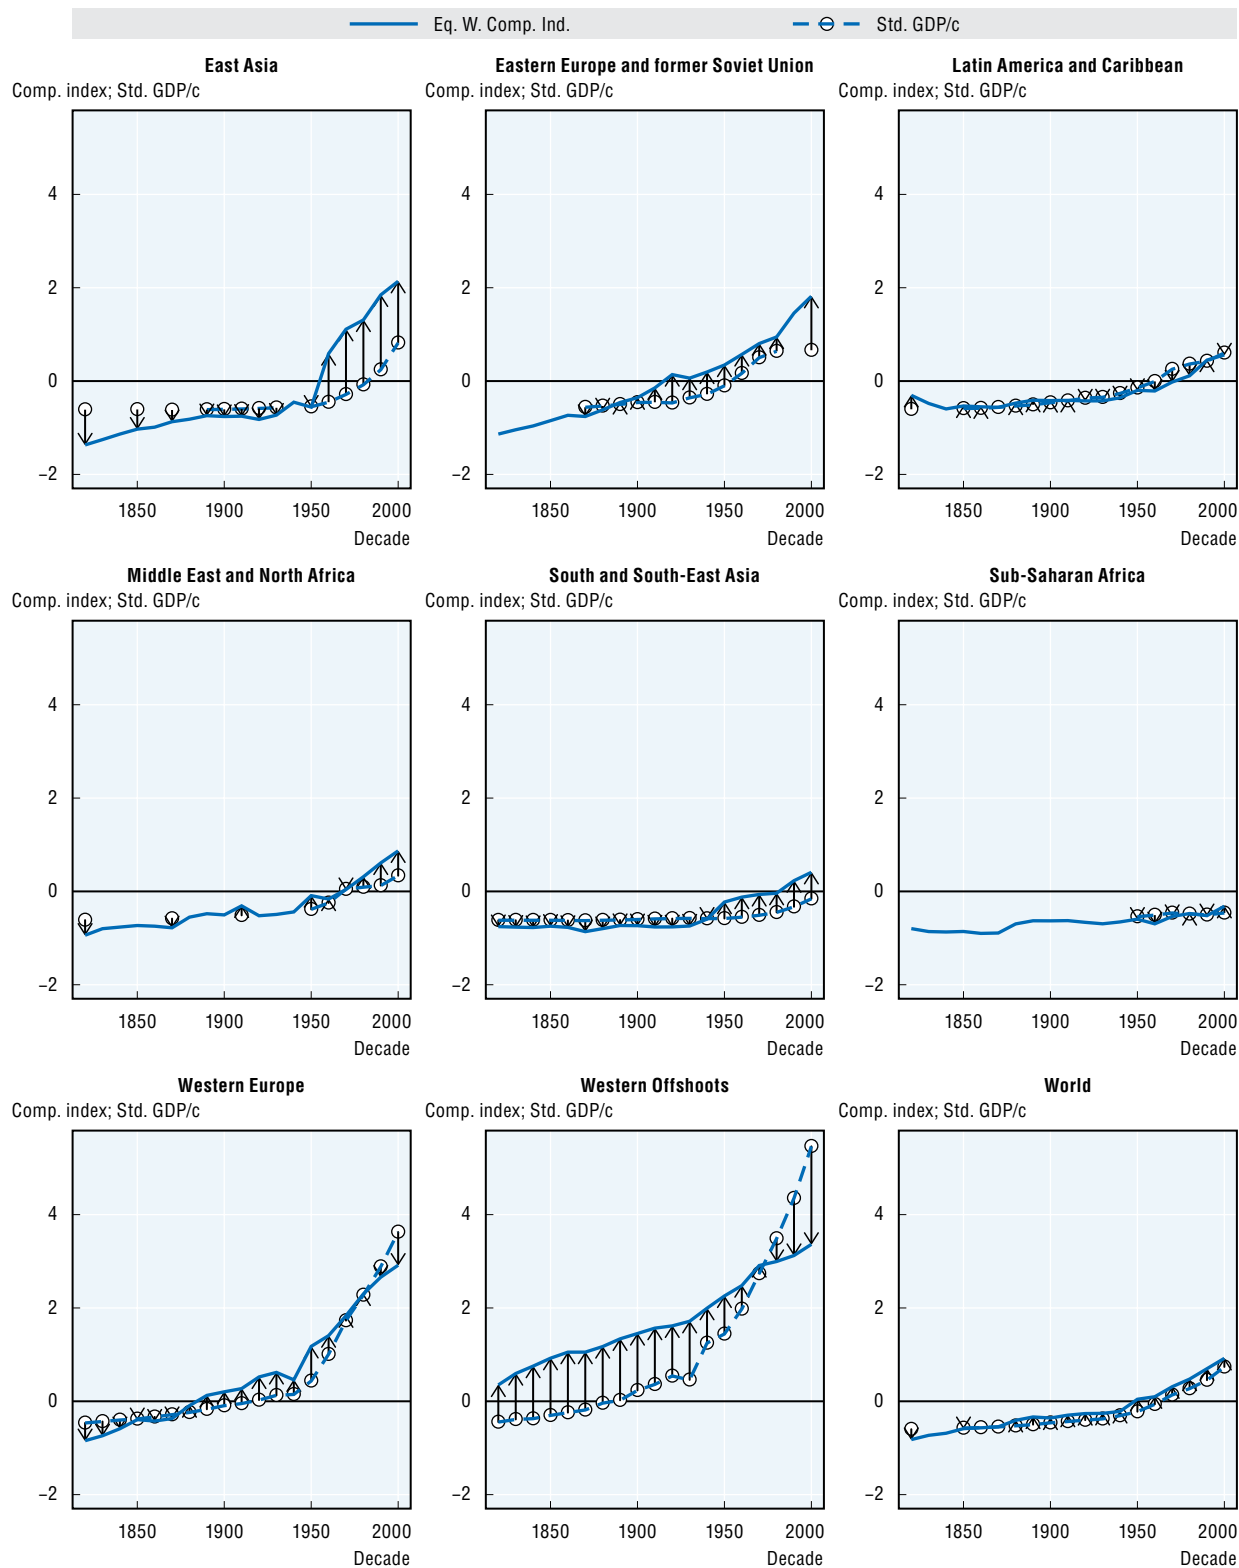 Eq. W. Comp. Ind. Std. GDP/c
East Asia Eastern Europe and former Soviet Union Latin America and Caribbean
Comp. index; Std. GDP/c Comp. index; Std. GDP/c Comp. index; Std. GDP/c
4 4 4
2 2 2
0 0 0
−2 −2 −2
1850 1900 1950 2000 1850 1900 1950 2000 1850 1900 1950 2000
Decade Decade Decade
Middle East and North Africa South and South-East Asia Sub-Saharan Africa
Comp. index; Std. GDP/c Comp. index; Std. GDP/c Comp. index; Std. GDP/c
4 4 4
2 2 2
0 0 0
−2 −2 −2
1850 1900 1950 2000 1850 1900 1950 2000 1850 1900 1950 2000
Decade Decade Decade
Western Europe Western Offshoots World
Comp. index; Std. GDP/c Comp. index; Std. GDP/c Comp. index; Std. GDP/c
4 4 4
2 2 2
0 0 0
−2 −2 −2
1850 1900 1950 2000 1850 1900 1950 2000 1850 1900 1950 2000
Decade Decade Decade